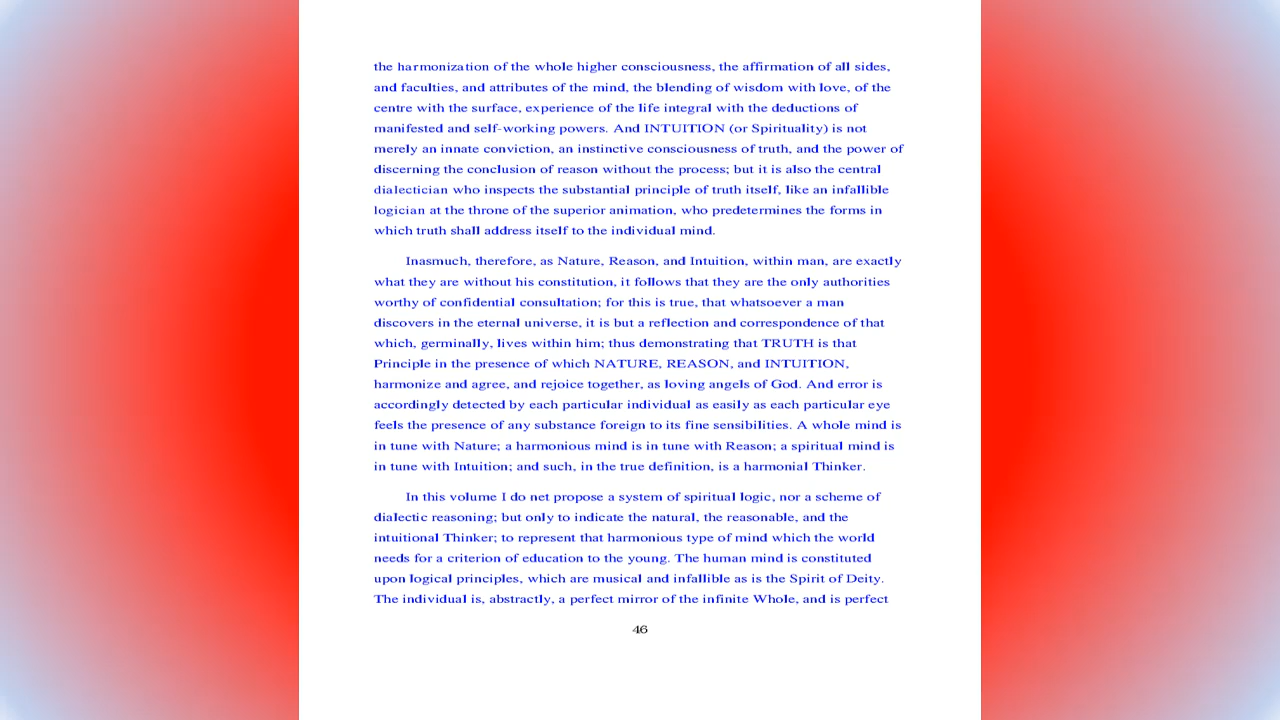 the harmonization of the whole higher consciousness, the affirmation of all sides,
and faculties, and attributes of the mind, the blending of wisdom with love, of the
centre with the surface, experience of the life integral with the deductions of
manifested and self-working powers. And INTUITION (or Spirituality) is not
merely an innate conviction, an instinctive consciousness of truth, and the power of
discerning the conclusion of reason without the process; but it is also the central
dialectician who inspects the substantial principle of truth itself, like an infallible
logician at the throne of the superior animation, who predetermines the forms in
which truth shall address itself to the individual mind.
Inasmuch, therefore, as Nature, Reason, and Intuition, within man, are exactly
what they are without his constitution, it follows that they are the only authorities
worthy of confidential consultation; for this is true, that whatsoever a man
discovers in the eternal universe, it is but a reflection and correspondence of that
which, germinally, lives within him; thus demonstrating that TRUTH is that
Principle in the presence of which NATURE, REASON, and INTUITION,
harmonize and agree, and rejoice together, as loving angels of God. And error is
accordingly detected by each particular individual as easily as each particular eye
feels the presence of any substance foreign to its fine sensibilities. A whole mind is
in tune with Nature; a harmonious mind is in tune with Reason; a spiritual mind is
in tune with Intuition; and such, in the true definition, is a harmonial Thinker.
In this volume I do net propose a system of spiritual logic, nor a scheme of
dialectic reasoning; but only to indicate the natural, the reasonable, and the
intuitional Thinker; to represent that harmonious type of mind which the world
needs for a criterion of education to the young. The human mind is constituted
upon logical principles, which are musical and infallible as is the Spirit of Deity.
The individual is, abstractly, a perfect mirror of the infinite Whole, and is perfect
46